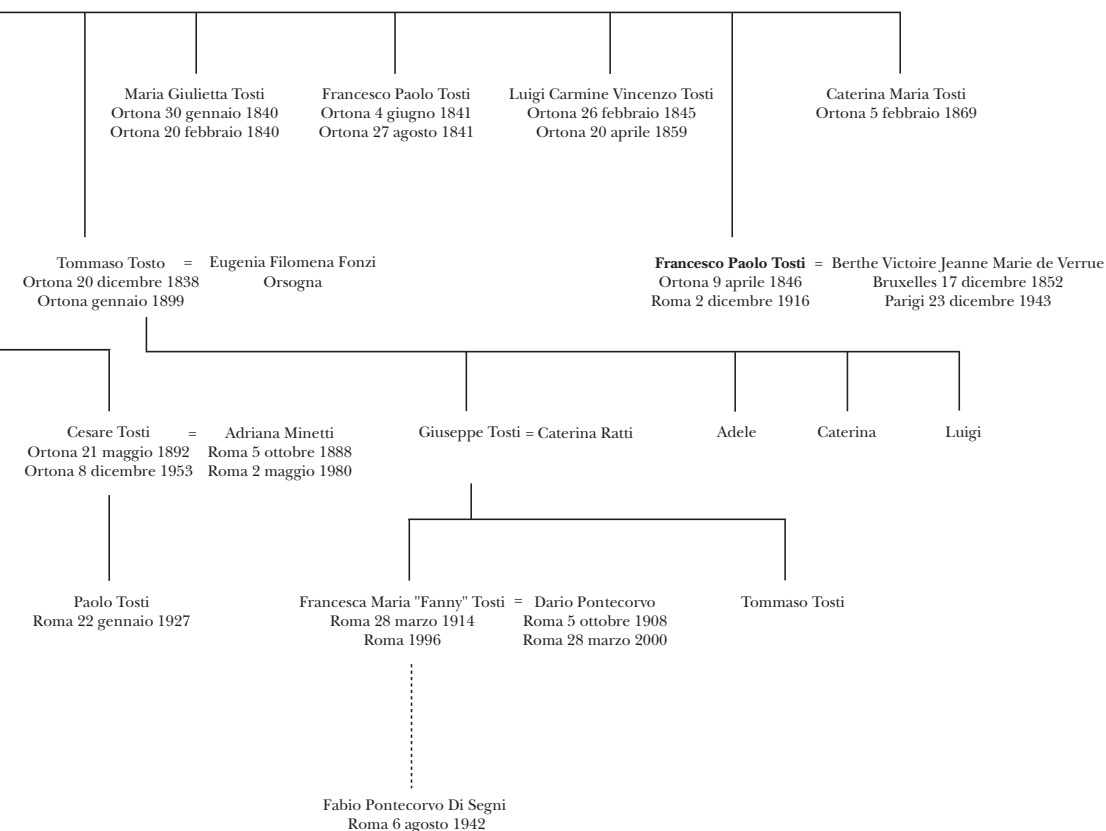 Maria Giulietta Tosti
Ortona 30 gennaio 1840
Ortona 20 febbraio 1840
Francesco Paolo Tosti
Ortona 4 giugno 1841
Ortona 27 agosto 1841
Luigi Carmine Vincenzo Tosti
Ortona 26 febbraio 1845
Ortona 20 aprile 1859
Caterina Maria Tosti
Ortona 5 febbraio 1869
Tommaso Tosto = Eugenia Filomena Fonzi
Ortona 20 dicembre 1838 Orsogna
Ortona gennaio 1899
Francesco Paolo Tosti = Berthe Victoire Jeanne Marie de Verrue
Ortona 9 aprile 1846 Bruxelles 17 dicembre 1852
Roma 2 dicembre 1916 Parigi 23 dicembre 1943
Cesare Tosti = Adriana Minetti
Ortona 21 maggio 1892 Roma 5 ottobre 1888
Ortona 8 dicembre 1953 Roma 2 maggio 1980
Giuseppe Tosti = Caterina Ratti
Adele
Caterina
Luigi
Paolo Tosti
Roma 22 gennaio 1927
Francesca Maria "Fanny" Tosti = Dario Pontecorvo
Roma 28 marzo 1914 Roma 5 ottobre 1908
Roma 1996 Roma 28 marzo 2000
Tommaso Tosti
Fabio Pontecorvo Di Segni
Roma 6 agosto 1942